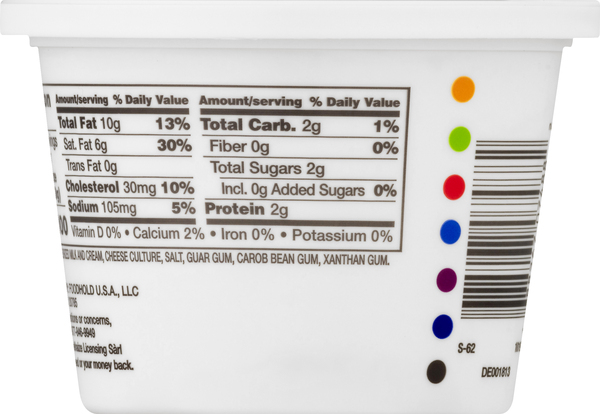 Amount/serving % Daily Value Amount/serving % Daily Value
Total Fat 10g 13% Total Carb. 2g 1%
Sat. Fat 6g 30% Fiber 0g 0%
Trans Fat 0g Total Sugars 2g
Cholesterol 30mg 10% Incl. 0g Added Sugars 0%
Sodium 105mg 5% Protein 2g
Vitamin D 0% • Calcium 2% • Iron 0% • Potassium 0%
MILK AND CREAM, CHEESE CULTURE, SALT, GUAR GUM, CAROB BEAN GUM, XANTHAN GUM.
FOODHOLD U.S.A., LLC
or concerns,
Licensing Sàrl
or your money back.
S-62
DE001813